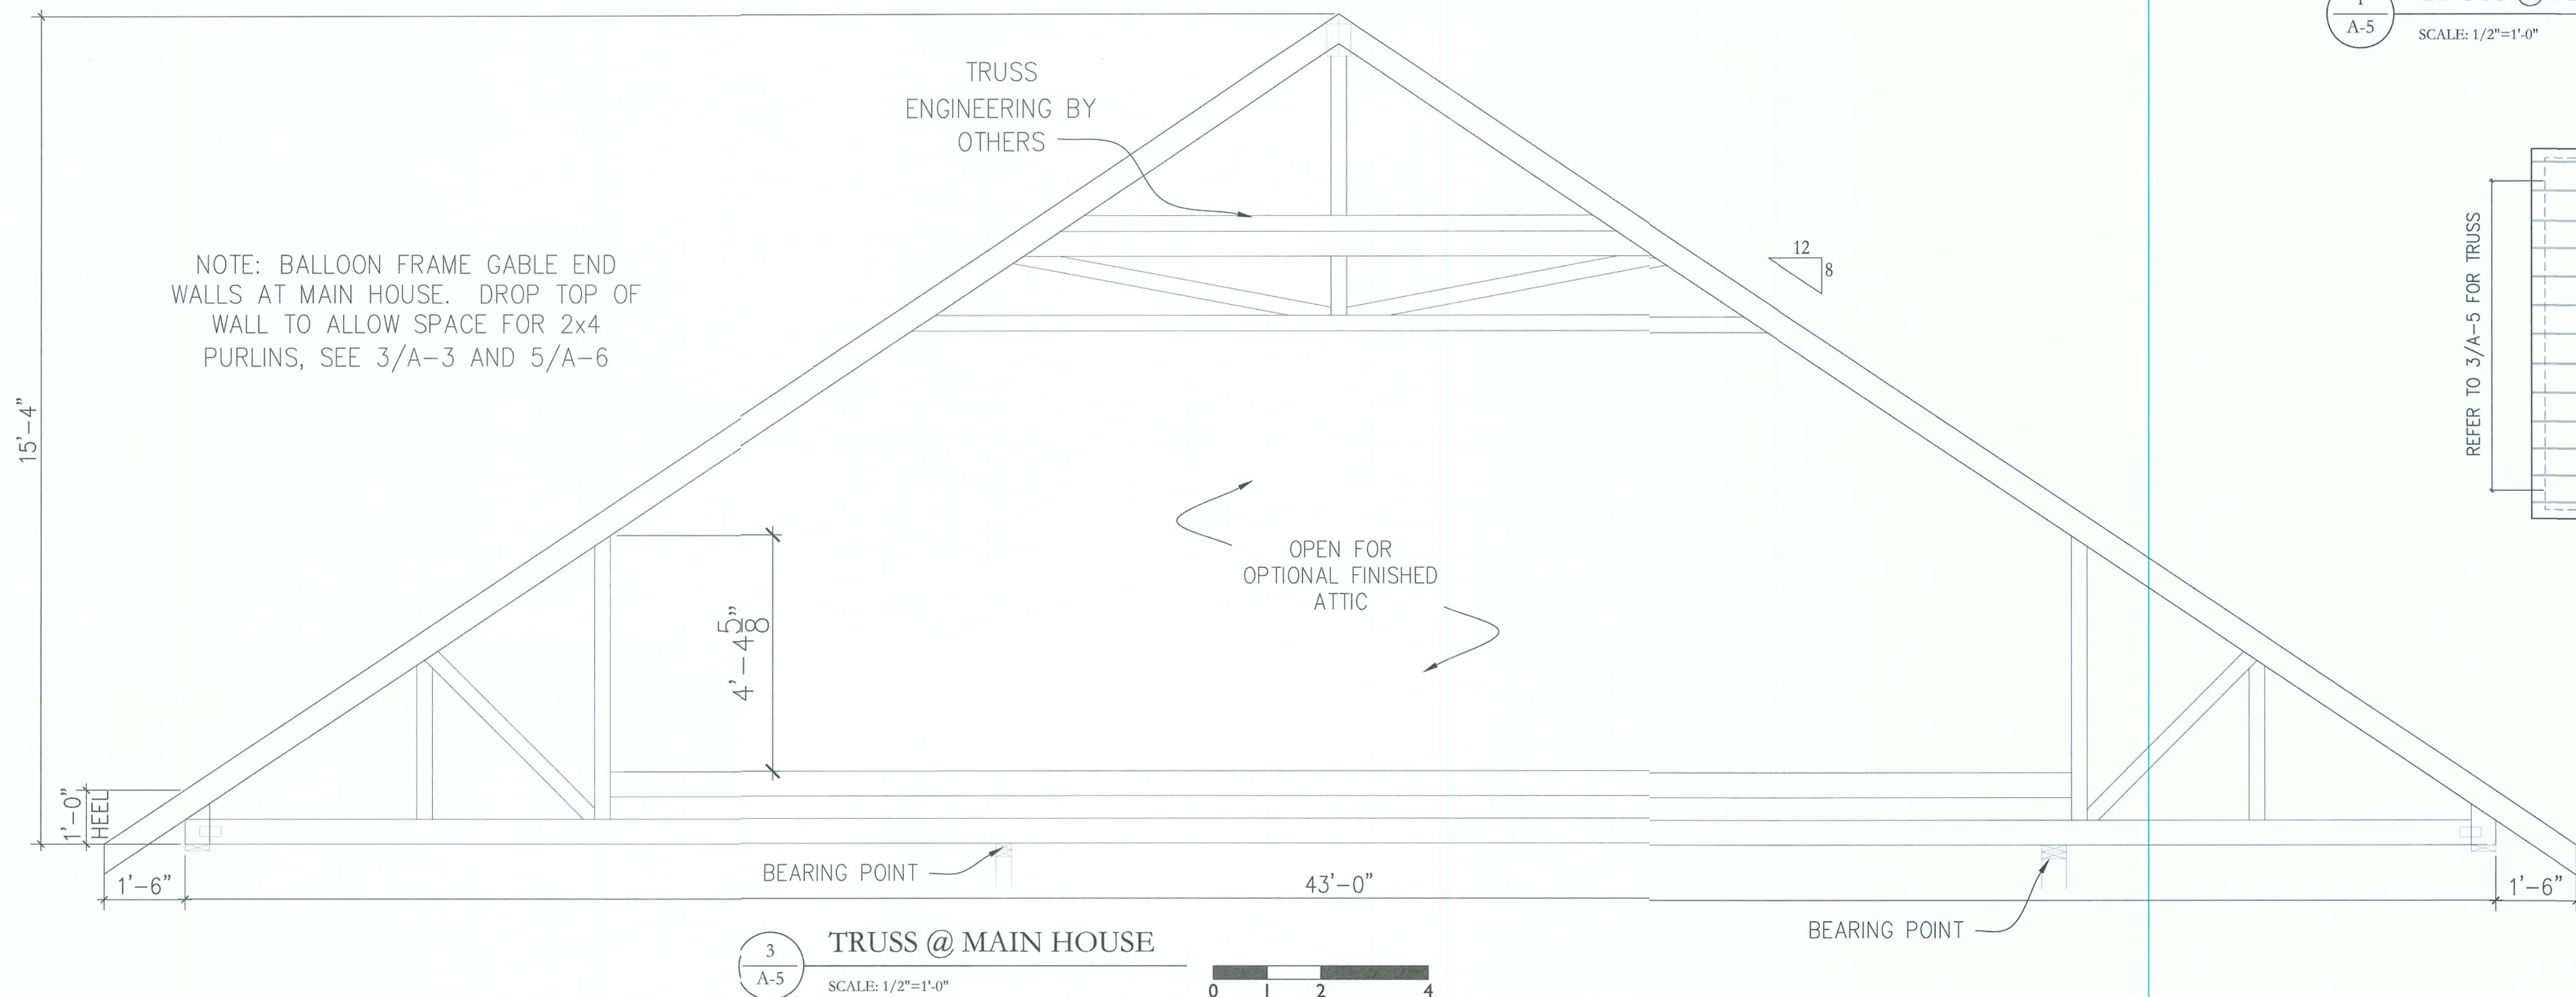 1
A-5
SCALE: 1/2"=1'-0"
TRUSS
ENGINEERING BY
OTHERS
NOTE: BALLOON FRAME GABLE END
WALLS AT MAIN HOUSE. DROP TOP OF
WALL TO ALLOW SPACE FOR 2x4
PURLINS, SEE 3/A-3 AND 5/A-6
12
8
REFER TO 3/A-5 FOR TRUSS
15'-4"
OPEN FOR
OPTIONAL FINISHED
ATTIC
4'-4 5/8"
1'-0"
HEEL
BEARING POINT
1'-6"
43'-0"
1'-6"
BEARING POINT
3
A-5
TRUSS @ MAIN HOUSE
SCALE: 1/2"=1'-0"
0 1 2 4